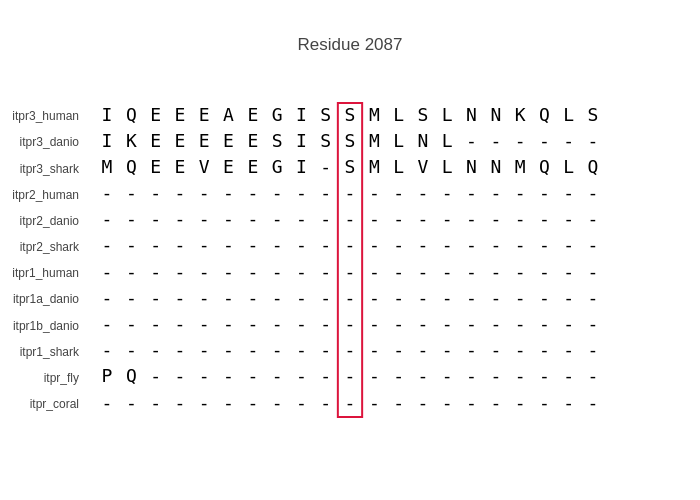 Residue 2087
itpr3_human I Q E E E A E G I S S M L S L N N K Q L S
itpr3_danio I K E E E E E S I S S M L N L - - - - - -
itpr3_shark M Q E E V E E G I - S M L V L N N M Q L Q
itpr2_human - - - - - - - - - - - - - - - - - - - - -
itpr2_danio - - - - - - - - - - - - - - - - - - - - -
itpr2_shark - - - - - - - - - - - - - - - - - - - - -
itpr1_human - - - - - - - - - - - - - - - - - - - - -
itpr1a_danio - - - - - - - - - - - - - - - - - - - - -
itpr1b_danio - - - - - - - - - - - - - - - - - - - - -
itpr1_shark - - - - - - - - - - - - - - - - - - - - -
itpr_fly P Q - - - - - - - - - - - - - - - - - - -
itpr_coral - - - - - - - - - - - - - - - - - - - - -